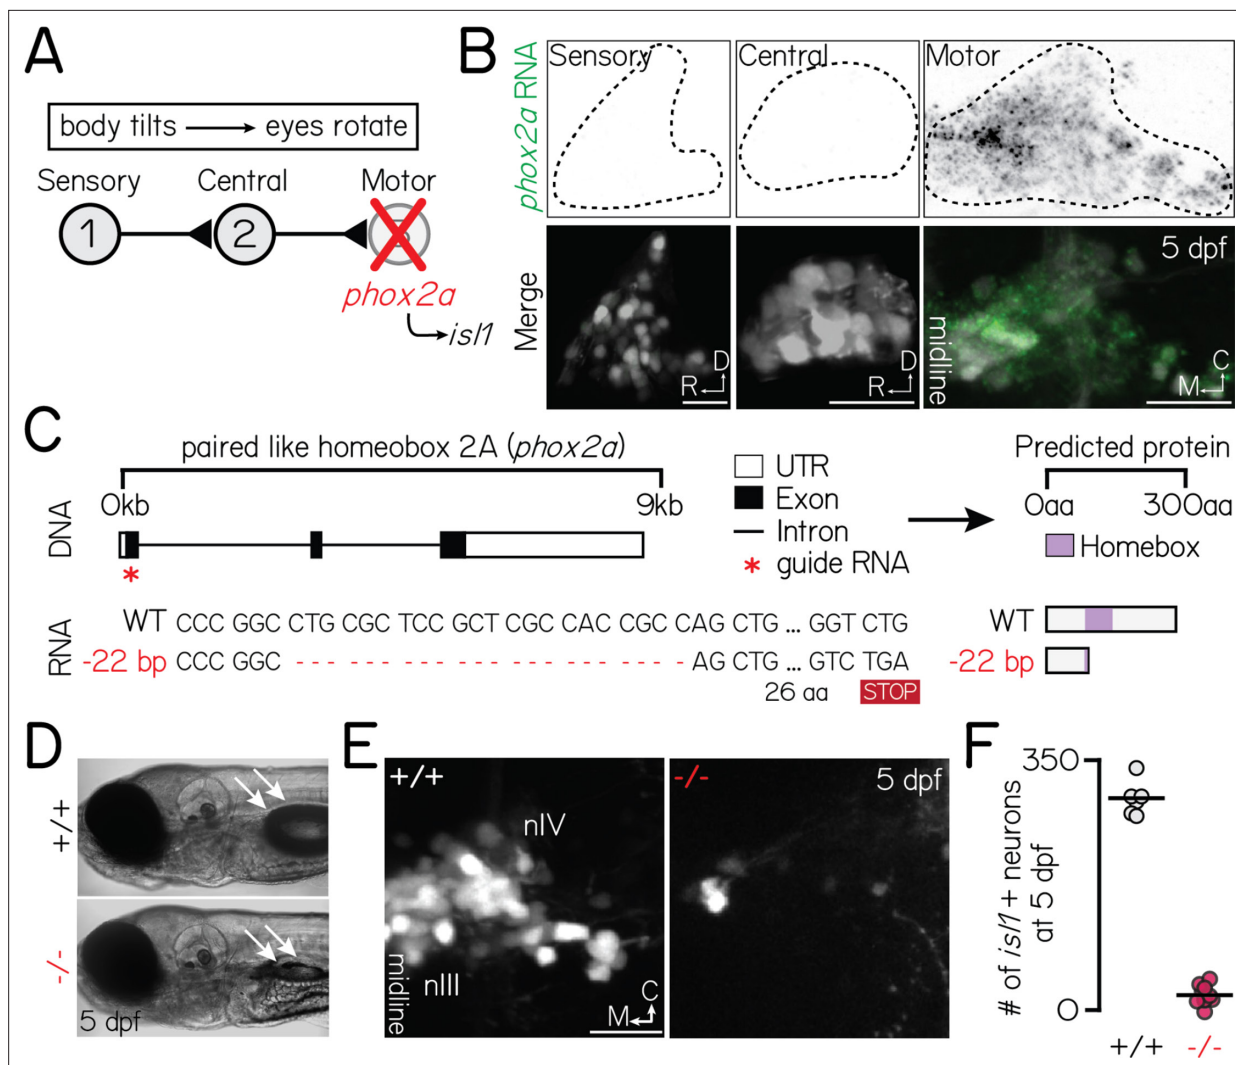 A
body tilts → eyes rotate
Sensory Central Motor
1 2
phox2a
isl1
B
phox2a RNA
Sensory Central Motor
Merge
D
R
D
R
5 dpf
midline
C
M
C
paired like homeobox 2A (phox2a)
0kb 9kb
DNA
*
UTR
Exon
Intron
* guide RNA
Predicted protein
0aa 300aa
Homebox
RNA
WT CCC GGC CTG CGC TCC GCT CGC CAC CGC CAG CTG ... GGT CTG
-22 bp CCC GGC - - - - - - - - - - - - - - - - - - - - - - AG CTG ... GTC TGA
26 aa STOP
WT
-22 bp
D
+/+
-/-
5 dpf
E
+/+
nIV
nIII
midline
C
M
-/-
5 dpf
F
# of isl1+ neurons
at 5 dpf
350
0
+/+ -/-